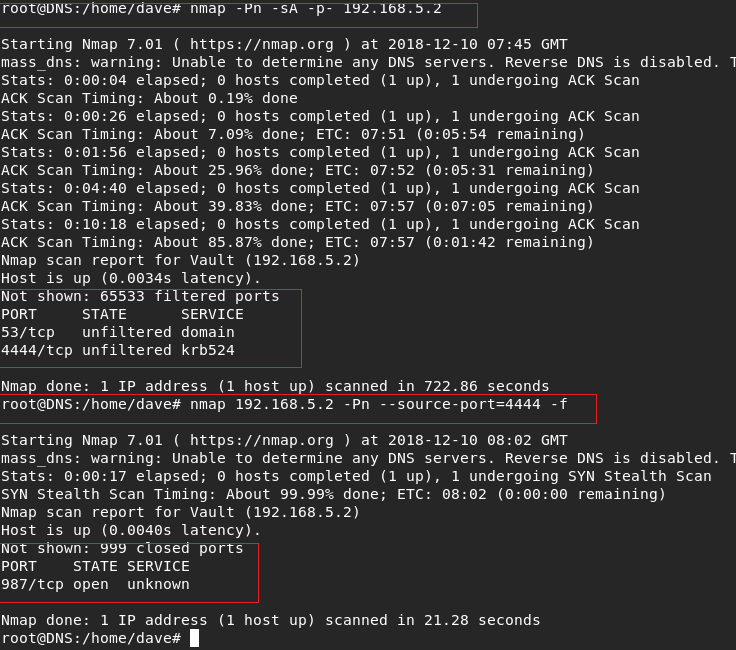 root@DNS:/home/dave# nmap -Pn -sA -p- 192.168.5.2
Starting Nmap 7.01 ( https://nmap.org ) at 2018-12-10 07:45 GMT
mass_dns: warning: Unable to determine any DNS servers. Reverse DNS is disabled. T
Stats: 0:00:04 elapsed; 0 hosts completed (1 up), 1 undergoing ACK Scan
ACK Scan Timing: About 0.19% done
Stats: 0:00:26 elapsed; 0 hosts completed (1 up), 1 undergoing ACK Scan
ACK Scan Timing: About 7.09% done; ETC: 07:51 (0:05:54 remaining)
Stats: 0:01:56 elapsed; 0 hosts completed (1 up), 1 undergoing ACK Scan
ACK Scan Timing: About 25.96% done; ETC: 07:52 (0:05:31 remaining)
Stats: 0:04:40 elapsed; 0 hosts completed (1 up), 1 undergoing ACK Scan
ACK Scan Timing: About 39.83% done; ETC: 07:57 (0:07:05 remaining)
Stats: 0:10:18 elapsed; 0 hosts completed (1 up), 1 undergoing ACK Scan
ACK Scan Timing: About 85.87% done; ETC: 07:57 (0:01:42 remaining)
Nmap scan report for Vault (192.168.5.2)
Host is up (0.0034s latency).
Not shown: 65533 filtered ports
PORT     STATE      SERVICE
53/tcp   unfiltered domain
4444/tcp unfiltered krb524
Nmap done: 1 IP address (1 host up) scanned in 722.86 seconds
root@DNS:/home/dave# nmap 192.168.5.2 -Pn --source-port=4444 -f
Starting Nmap 7.01 ( https://nmap.org ) at 2018-12-10 08:02 GMT
mass_dns: warning: Unable to determine any DNS servers. Reverse DNS is disabled. T
Stats: 0:00:17 elapsed; 0 hosts completed (1 up), 1 undergoing SYN Stealth Scan
SYN Stealth Scan Timing: About 99.99% done; ETC: 08:02 (0:00:00 remaining)
Nmap scan report for Vault (192.168.5.2)
Host is up (0.0040s latency).
Not shown: 999 closed ports
PORT    STATE SERVICE
987/tcp open  unknown
Nmap done: 1 IP address (1 host up) scanned in 21.28 seconds
root@DNS:/home/dave#